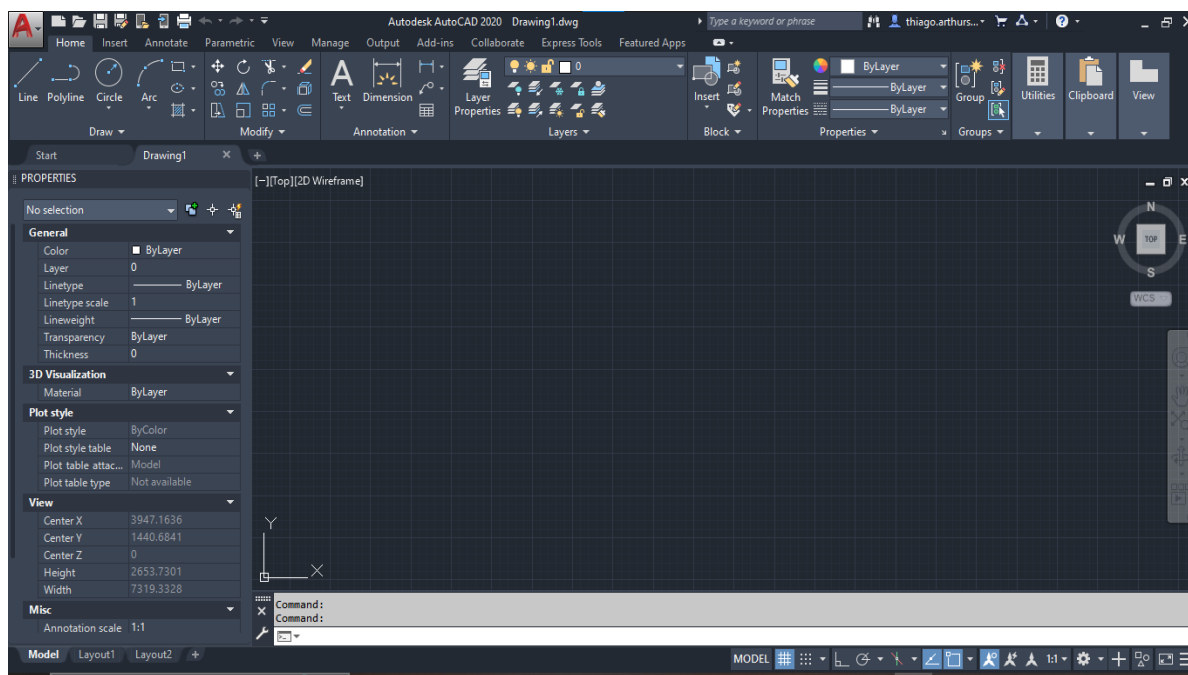 Autodesk AutoCAD 2020 Drawing1.dwg Type a keyword or phrase thiago.arthurs...
Home Insert Annotate Parametric View Manage Output Add-ins Collaborate Express Tools Featured Apps
Line Polyline Circle Arc Text Dimension Layer Properties 0 Insert Match Properties ByLayer ByLayer ByLayer Group Utilities Clipboard View
Draw Modify Annotation Layers Block Properties Groups
Start Drawing1
PROPERTIES
[−][Top][2D Wireframe]
No selection
General
Color ByLayer
Layer 0
Linetype ByLayer
Linetype scale 1
Lineweight ByLayer
Transparency ByLayer
Thickness 0
3D Visualization
Material ByLayer
Plot style
Plot style ByColor
Plot style table None
Plot table attac... Model
Plot table type Not available
View
Center X 3947.1636
Center Y 1440.6841
Center Z 0
Height 2653.7301
Width 7319.3328
Misc
Annotation scale 1:1
N
W TOP E
S
WCS
Y
X
Command:
Command:
Model Layout1 Layout2 +
MODEL 1:1